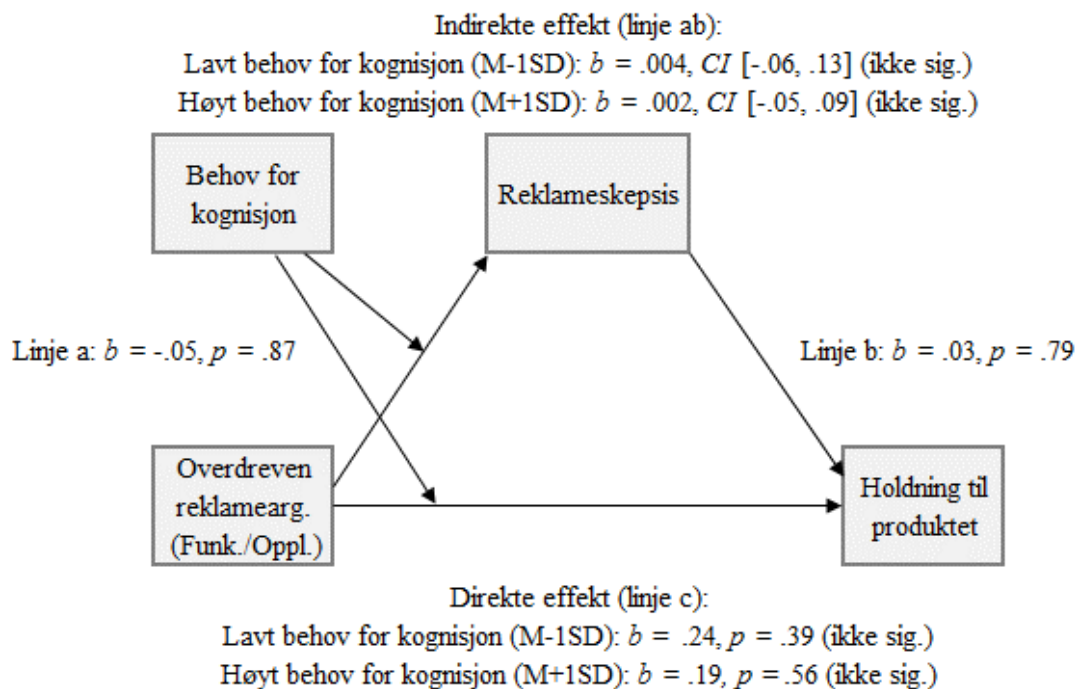 Indirekte effekt (linje ab):
Lavt behov for kognisjon (M-1SD): b = .004, CI [-.06, .13] (ikke sig.)
Høyt behov for kognisjon (M+1SD): b = .002, CI [-.05, .09] (ikke sig.)
Behov for
kognisjon
Reklameskepsis
Linje a: b = -.05, p = .87
Linje b: b = .03, p = .79
Overdreven
reklamearg.
(Funk./Oppl.)
Holdning til
produktet
Direkte effekt (linje c):
Lavt behov for kognisjon (M-1SD): b = .24, p = .39 (ikke sig.)
Høyt behov for kognisjon (M+1SD): b = .19, p = .56 (ikke sig.)